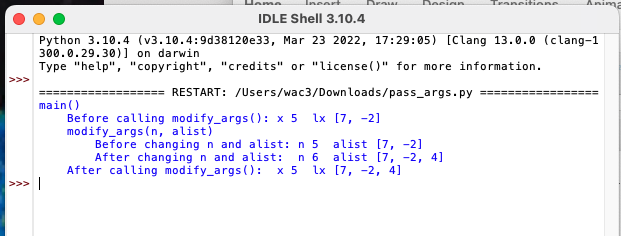 Home Insert Draw Design Transitions
IDLE Shell 3.10.4
Python 3.10.4 (v3.10.4:9d38120e33, Mar 23 2022, 17:29:05) [Clang 13.0.0 (clang-1
300.0.29.30)] on darwin
Type "help", "copyright", "credits" or "license()" for more information.
>>>
================== RESTART: /Users/wac3/Downloads/pass_args.py =================
main()
    Before calling modify_args(): x 5  lx [7, -2]
    modify_args(n, alist)
        Before changing n and alist: n 5  alist [7, -2]
        After changing n and alist:  n 6  alist [7, -2, 4]
    After calling modify_args():  x 5  lx [7, -2, 4]
>>>